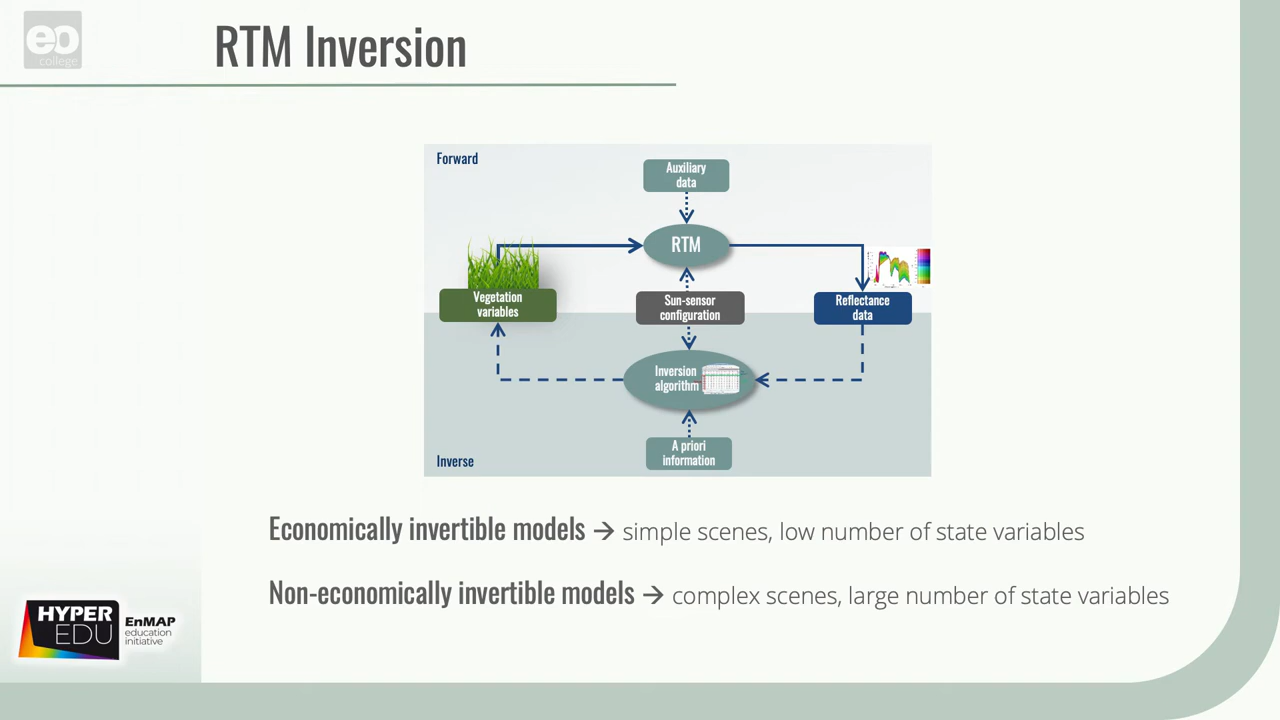 eo
college
RTM Inversion
Forward
Auxiliary
data
RTM
Vegetation
variables
Sun-sensor
configuration
Reflectance
data
Inversion
algorithm
A priori
information
Inverse
Economically invertible models → simple scenes, low number of state variables
Non-economically invertible models → complex scenes, large number of state variables
HYPER
EDU
EnMAP
education
initiative